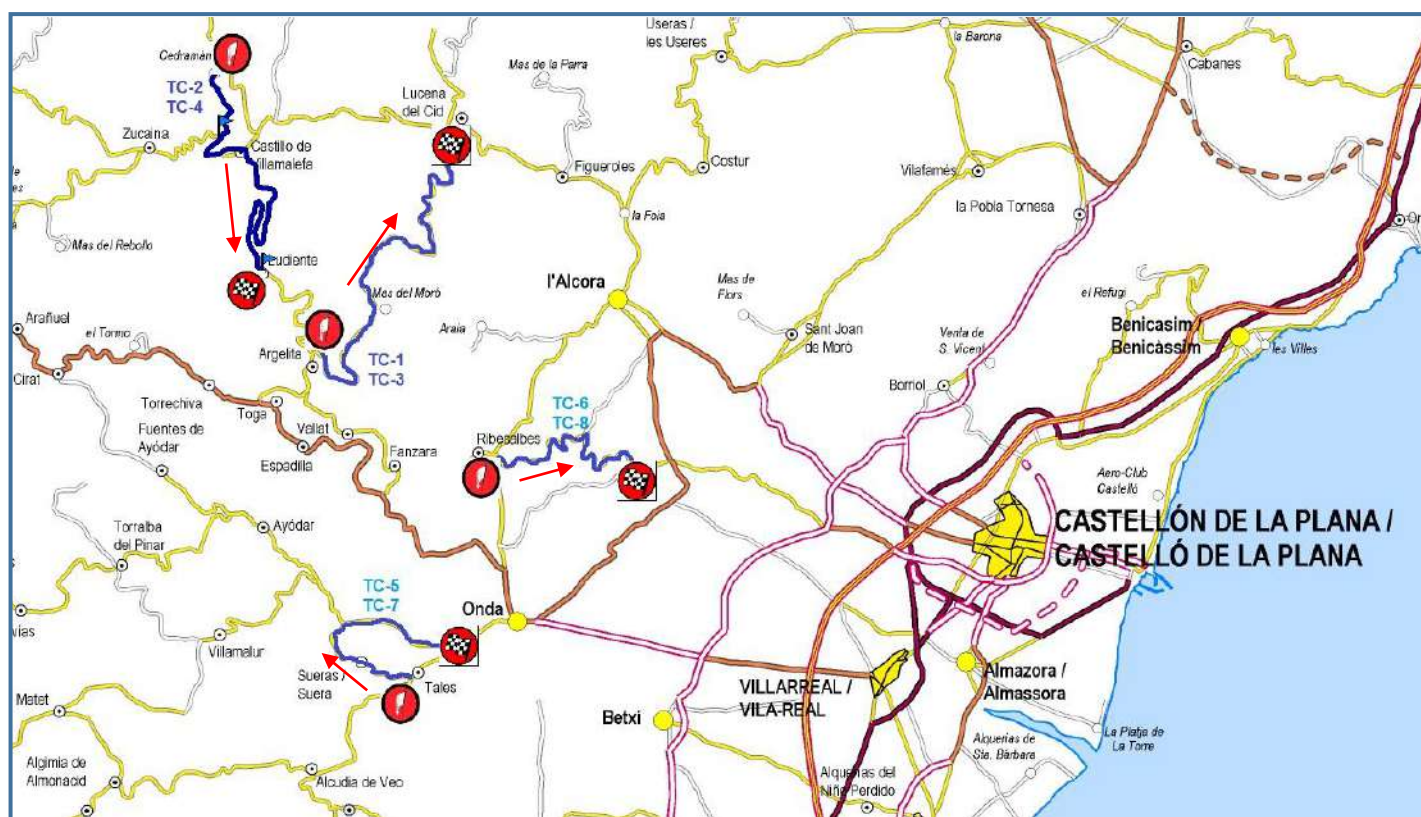 Useras /
les Useres
la Barona
Cabanes
Cedramán
TC-2
TC-4
Mas de la Parra
Lucena
del Cid
Zucaina
Castillo de
Villamalefa
Figueroles
Costur
Vilafamés
la Pobla Tornesa
la Foia
Mas del Rebollo
Ludiente
Mas del Moró
l'Alcora
Mas de
Flors
el Refugi
Arañuel
el Tormo
Araia
Sant Joan
de Moró
Venta de
S. Vicent
Benicasim /
Benicàssim
les Villes
Argelita
TC-1
TC-3
Cirat
Borriol
Torrechiva
Toga
TC-6
TC-8
Fuentes de
Ayódar
Vallat
Ribesalbes
Espadilla
Fanzara
Aero-Club
Castelló
CASTELLÓN DE LA PLANA /
CASTELLÓ DE LA PLANA
Torralba
del Pinar
Ayódar
TC-5
TC-7
Onda
Villamalur
Sueras /
Suera
Tales
Almazora /
Almassora
VILLARREAL /
VILA-REAL
Matet
Betxi
La Platja de
La Torre
Alquerias de
Sta. Bàrbara
Algimia de
Almonacid
Alcudia de Veo
Alquerias del
Niño Perdido